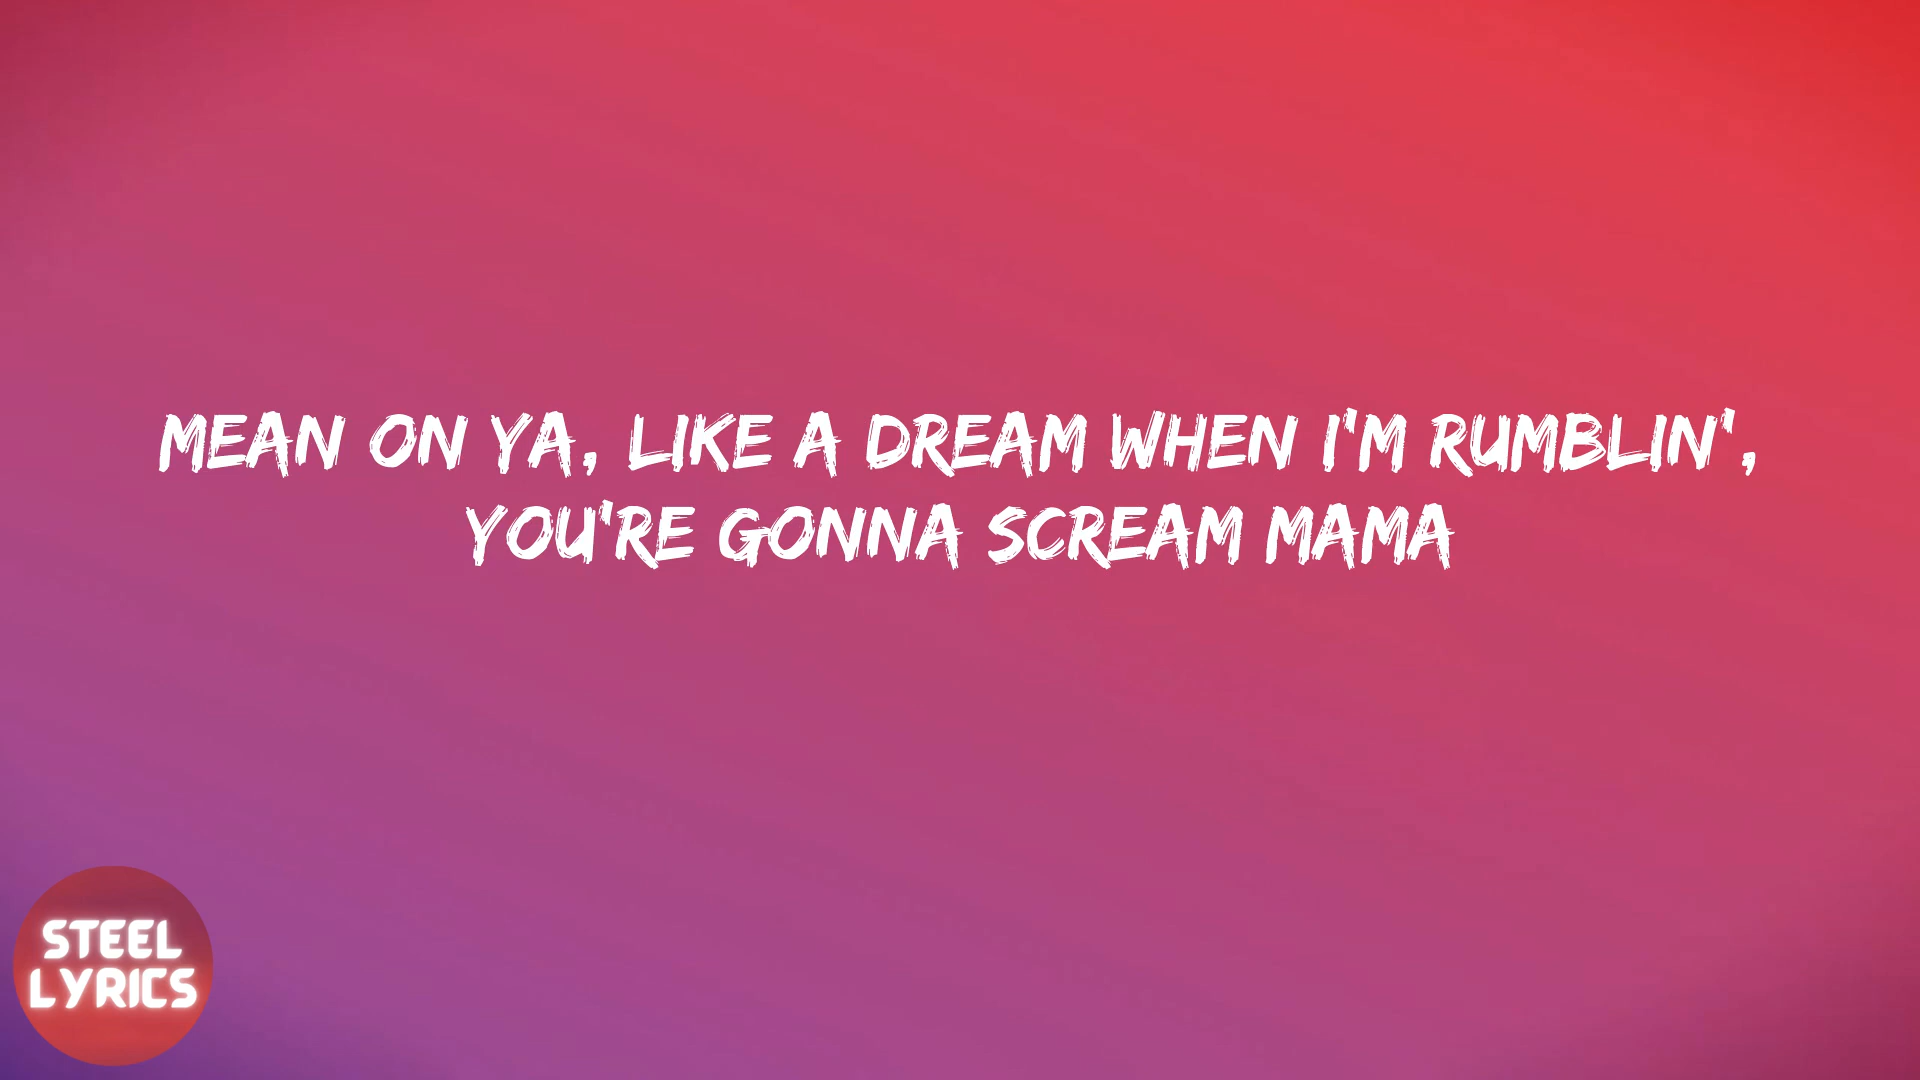 MEAN ON YA, LIKE A DREAM WHEN I'M RUMBLIN',
YOU'RE GONNA SCREAM MAMA
STEEL
LYRICS